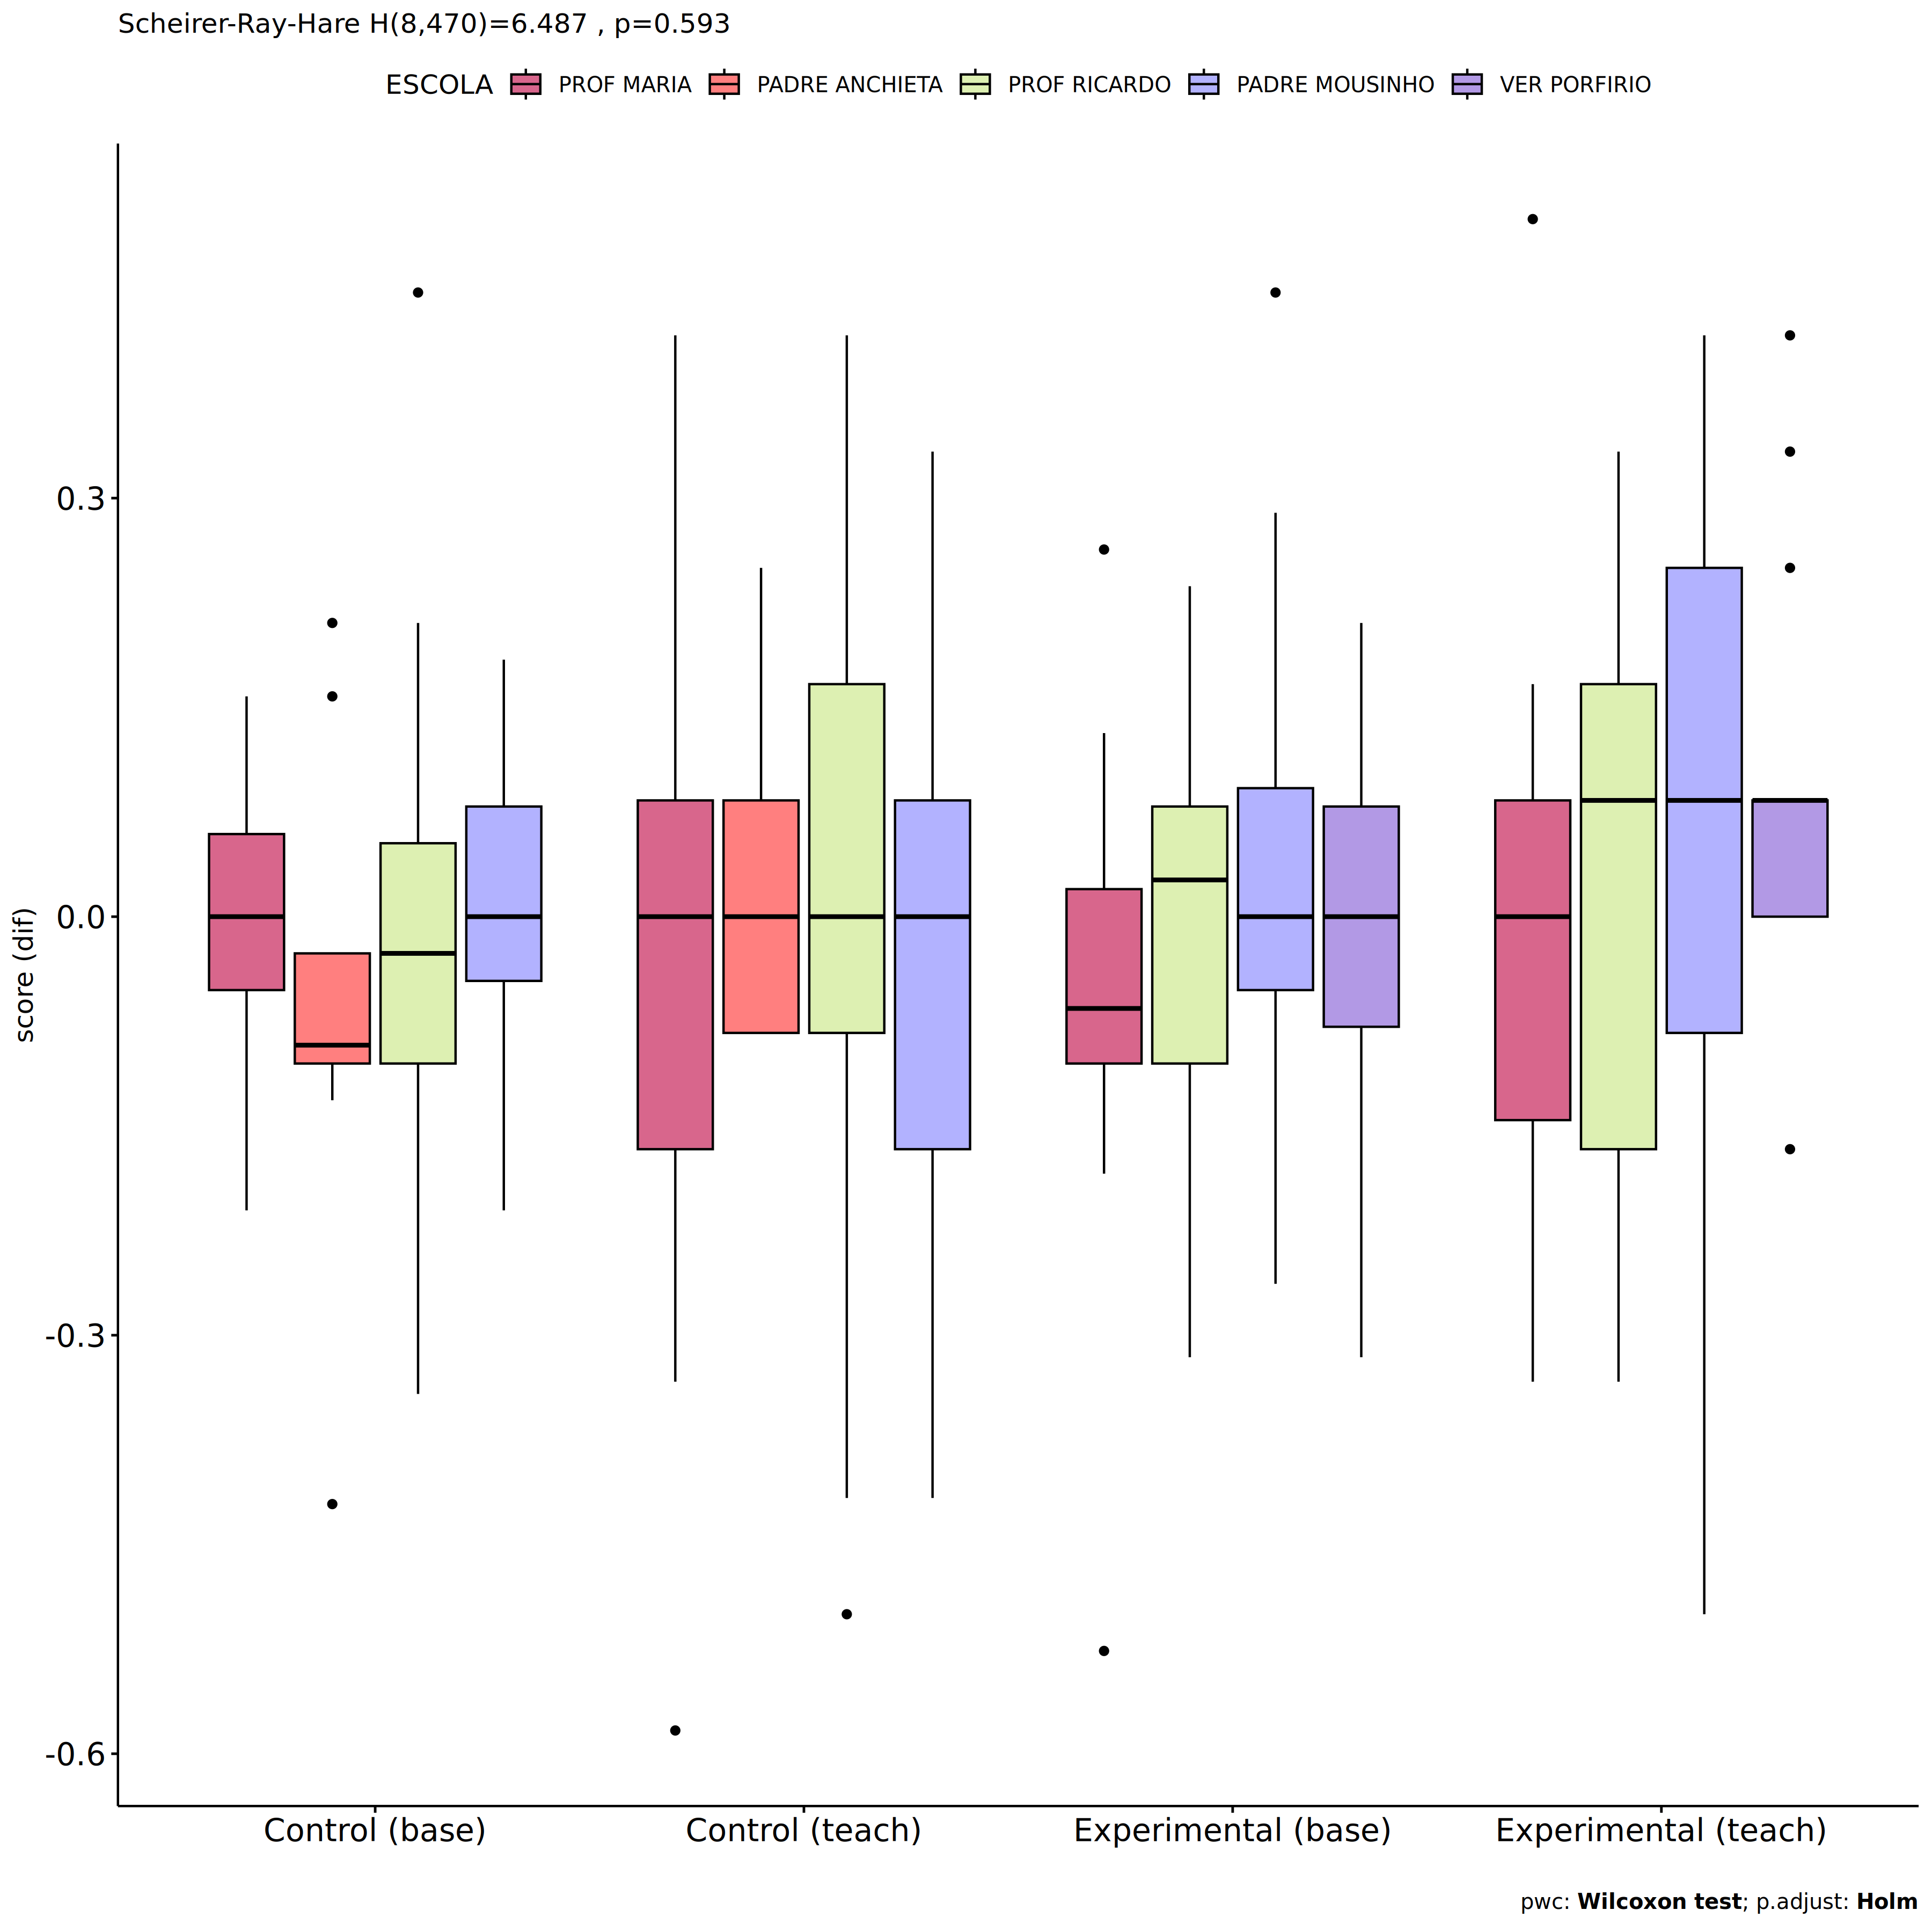 Scheirer-Ray-Hare H(8,470)=6.487 , p=0.593
ESCOLA PROF MARIA PADRE ANCHIETA PROF RICARDO PADRE MOUSINHO VER PORFIRIO
score (dif)
0.3
0.0
-0.3
-0.6
Control (base) Control (teach) Experimental (base) Experimental (teach)
pwc: Wilcoxon test; p.adjust: Holm